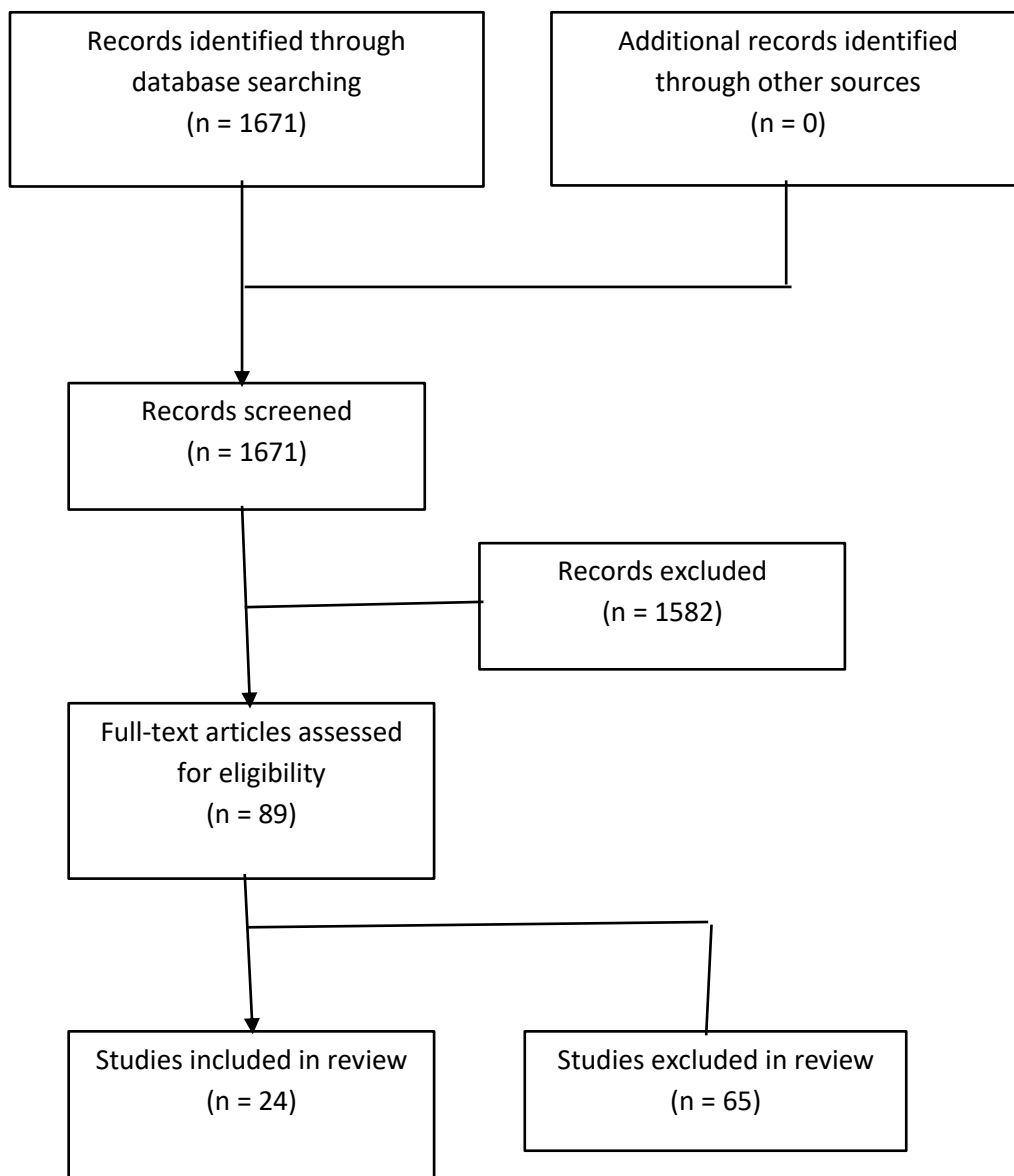 Records identified through
database searching
(n = 1671)
Additional records identified
through other sources
(n = 0)
Records screened
(n = 1671)
Records excluded
(n = 1582)
Full-text articles assessed
for eligibility
(n = 89)
Studies included in review
(n = 24)
Studies excluded in review
(n = 65)